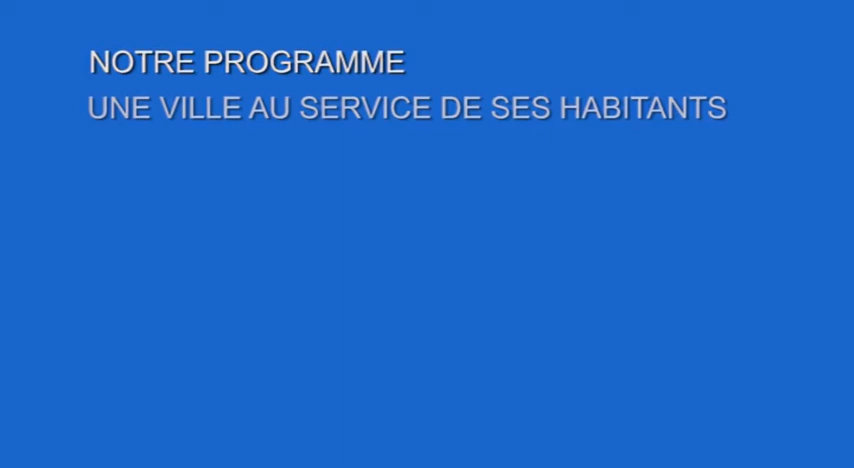 NOTRE PROGRAMME
UNE VILLE AU SERVICE DE SES HABITANTS